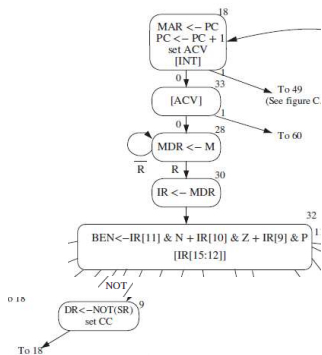 18
MAR <- PC
PC <- PC + 1
set ACV
[INT]
0
1
To 49
(See figure C.
33
[ACV]
0
1
To 60
28
MDR <- M
R
R
30
IR <- MDR
32
1
BEN<-IR[11] & N + IR[10] & Z + IR[9] & P
[IR[15:12]]
NOT
To 18
9
DR<-NOT(SR)
set CC
To 18